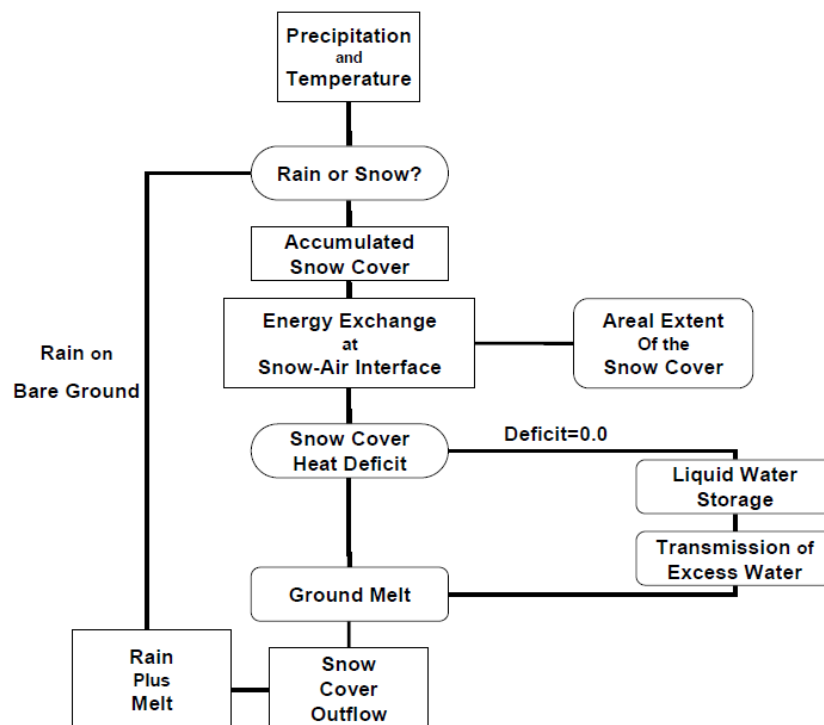 Precipitation
and
Temperature
Rain or Snow?
Accumulated
Snow Cover
Energy Exchange
at
Snow-Air Interface
Areal Extent
Of the
Snow Cover
Rain on
Bare Ground
Snow Cover
Heat Deficit
Deficit=0.0
Liquid Water
Storage
Transmission of
Excess Water
Ground Melt
Rain
Plus
Melt
Snow
Cover
Outflow